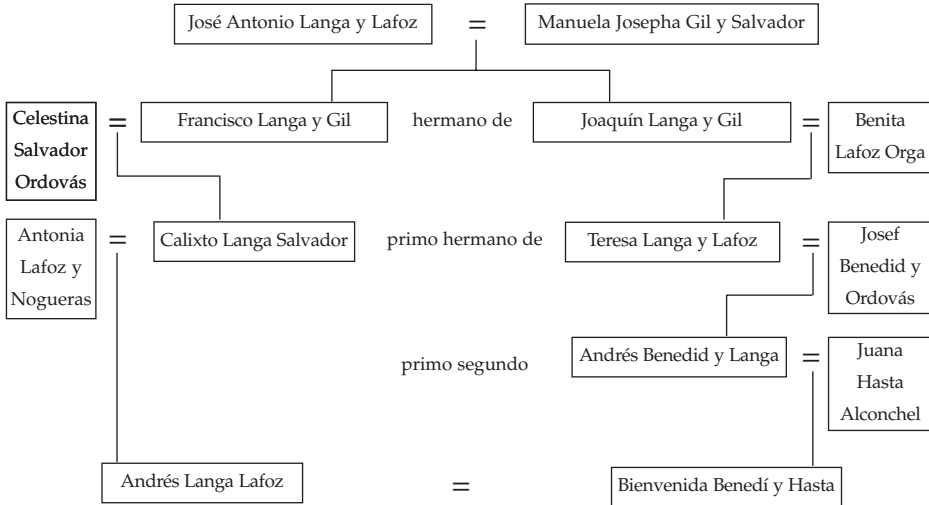 José Antonio Langa y Lafoz = Manuela Josepha Gil y Salvador
Celestina
Salvador
Ordovás
= Francisco Langa y Gil hermano de Joaquín Langa y Gil =
Benita
Lafoz Orga
Antonia
Lafoz y
Nogueras
= Calixto Langa Salvador primo hermano de Teresa Langa y Lafoz =
Josef
Benedid y
Ordovás
primo segundo Andrés Benedid y Langa =
Juana
Hasta
Alconchel
Andrés Langa Lafoz = Bienvenida Benedí y Hasta